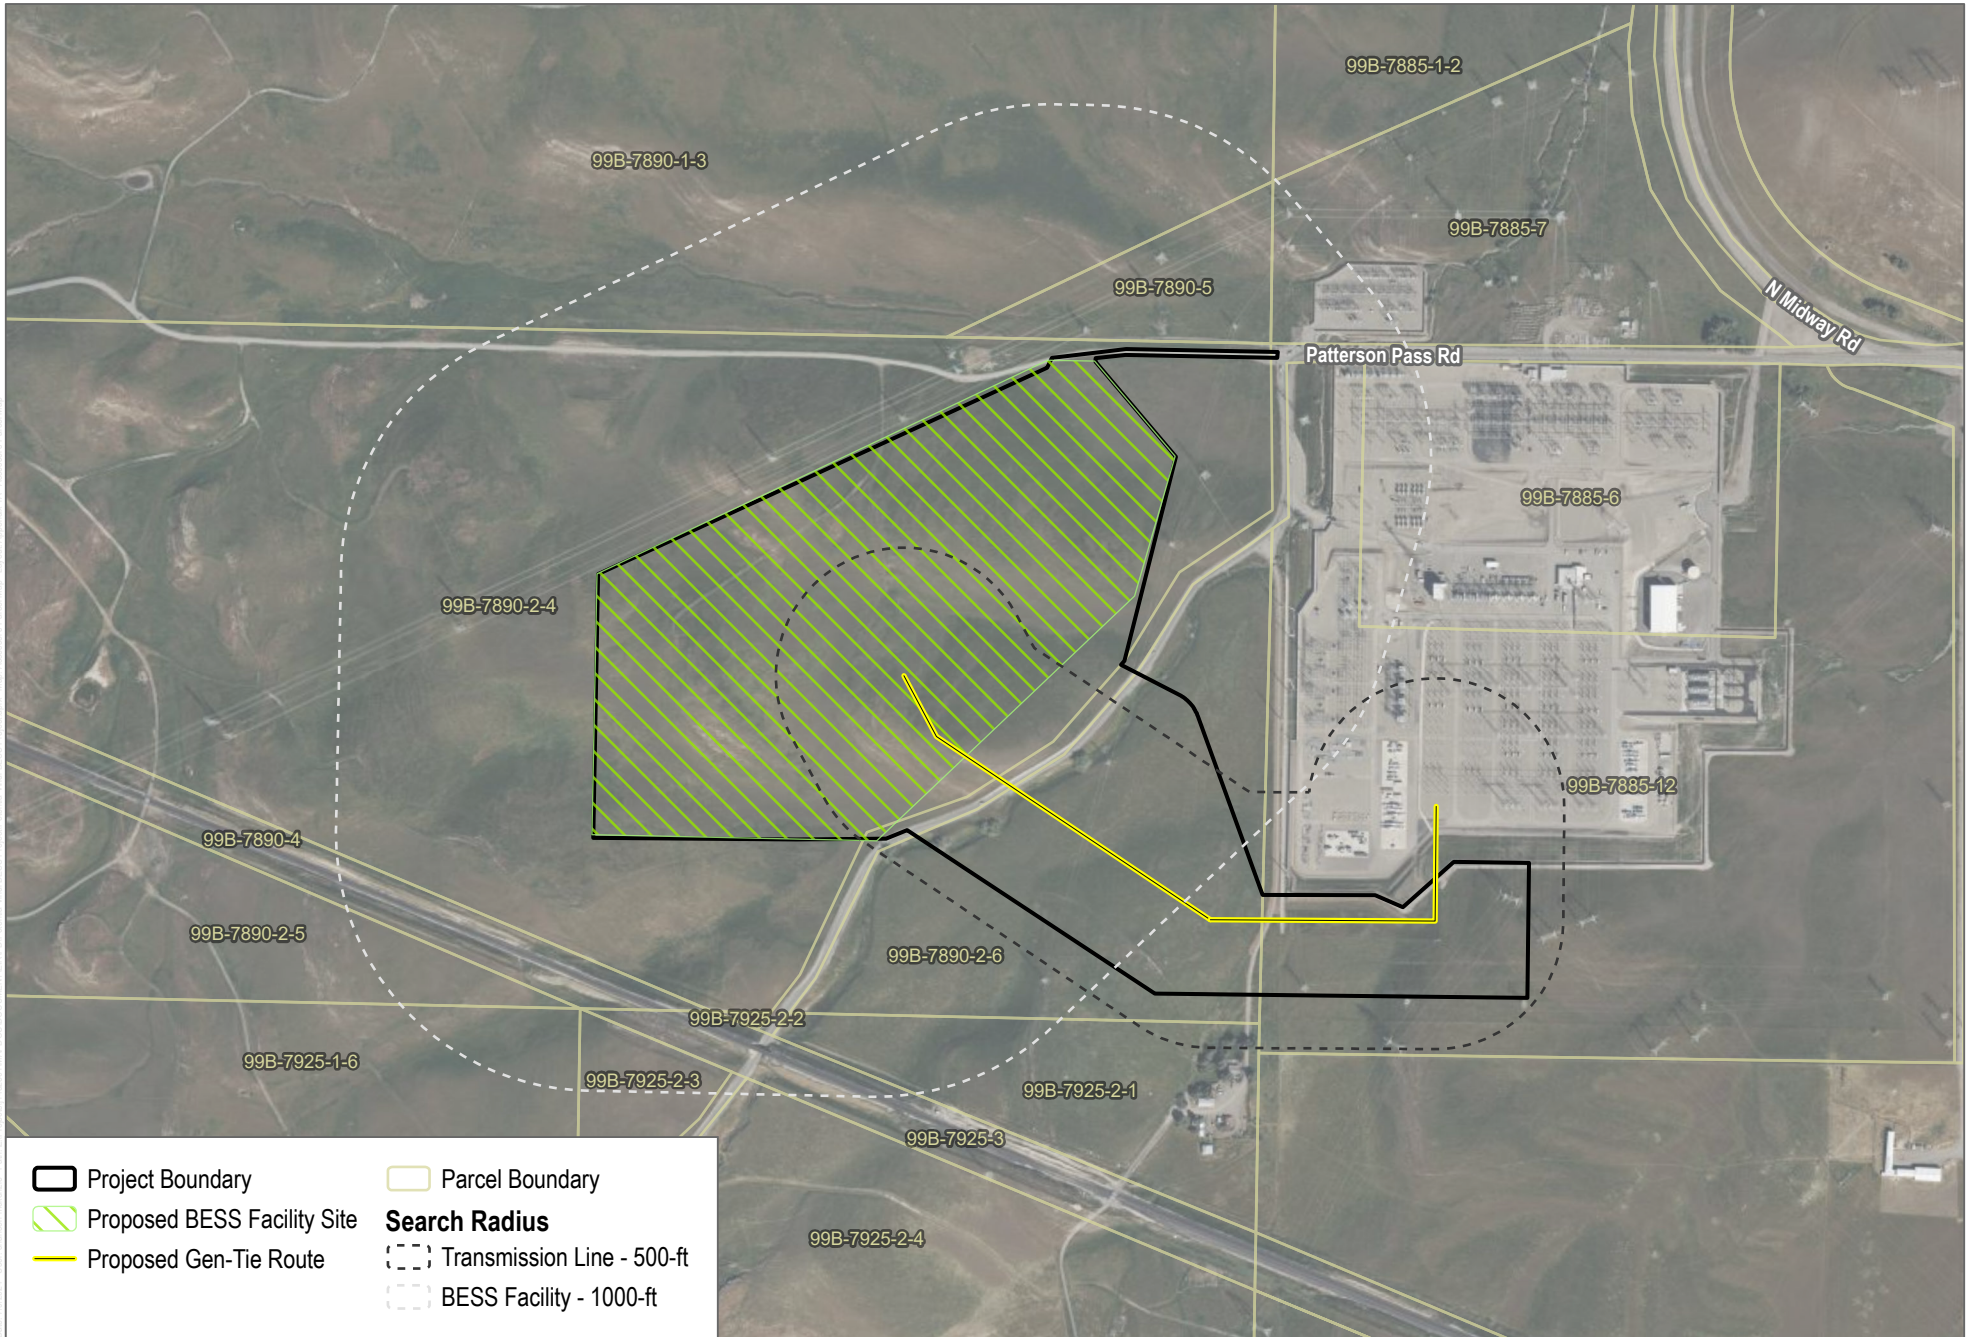 99B-7885-1-2
99B-7890-1-3
99B-7885-7
99B-7890-5
N Midway Rd
Patterson Pass Rd
99B-7885-6
99B-7890-2-4
99B-7885-12
99B-7890-4
99B-7890-2-5
99B-7890-2-6
99B-7925-2-2
99B-7925-1-6
99B-7925-2-3
99B-7925-2-1
99B-7925-3
99B-7925-2-4
Project Boundary
Proposed BESS Facility Site
Proposed Gen-Tie Route
Parcel Boundary
Search Radius
Transmission Line - 500-ft
BESS Facility - 1000-ft